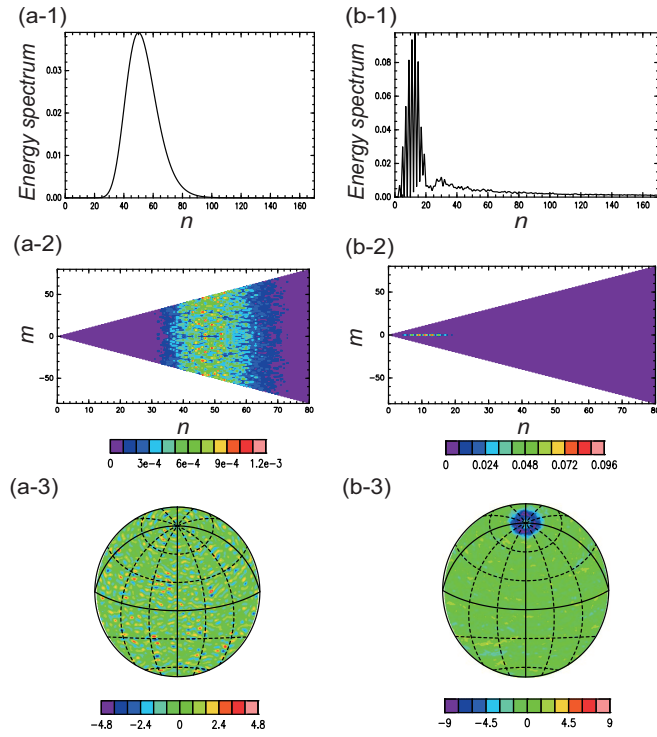 (a-1)
Energy spectrum
0.03
0.02
0.01
0.00
0 20 40 60 80 100 120 140 160
n
(b-1)
Energy spectrum
0.08
0.06
0.04
0.02
0.00
0 20 40 60 80 100 120 140 160
n
(a-2)
m
50
0
−50
0 10 20 30 40 50 60 70 80
n
0 3e−4 6e−4 9e−4 1.2e−3
(b-2)
m
50
0
−50
0 10 20 30 40 50 60 70 80
n
0 0.024 0.048 0.072 0.096
(a-3)
−4.8 −2.4 0 2.4 4.8
(b-3)
−9 −4.5 0 4.5 9